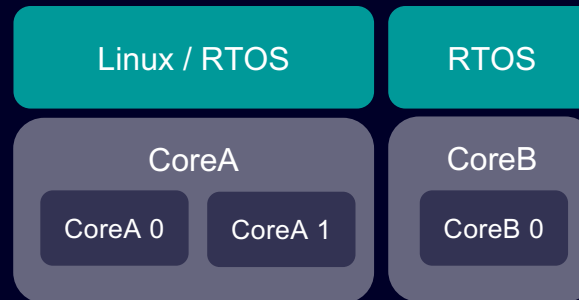 Linux / RTOS
RTOS
CoreA
CoreB
CoreA 0
CoreA 1
CoreB 0